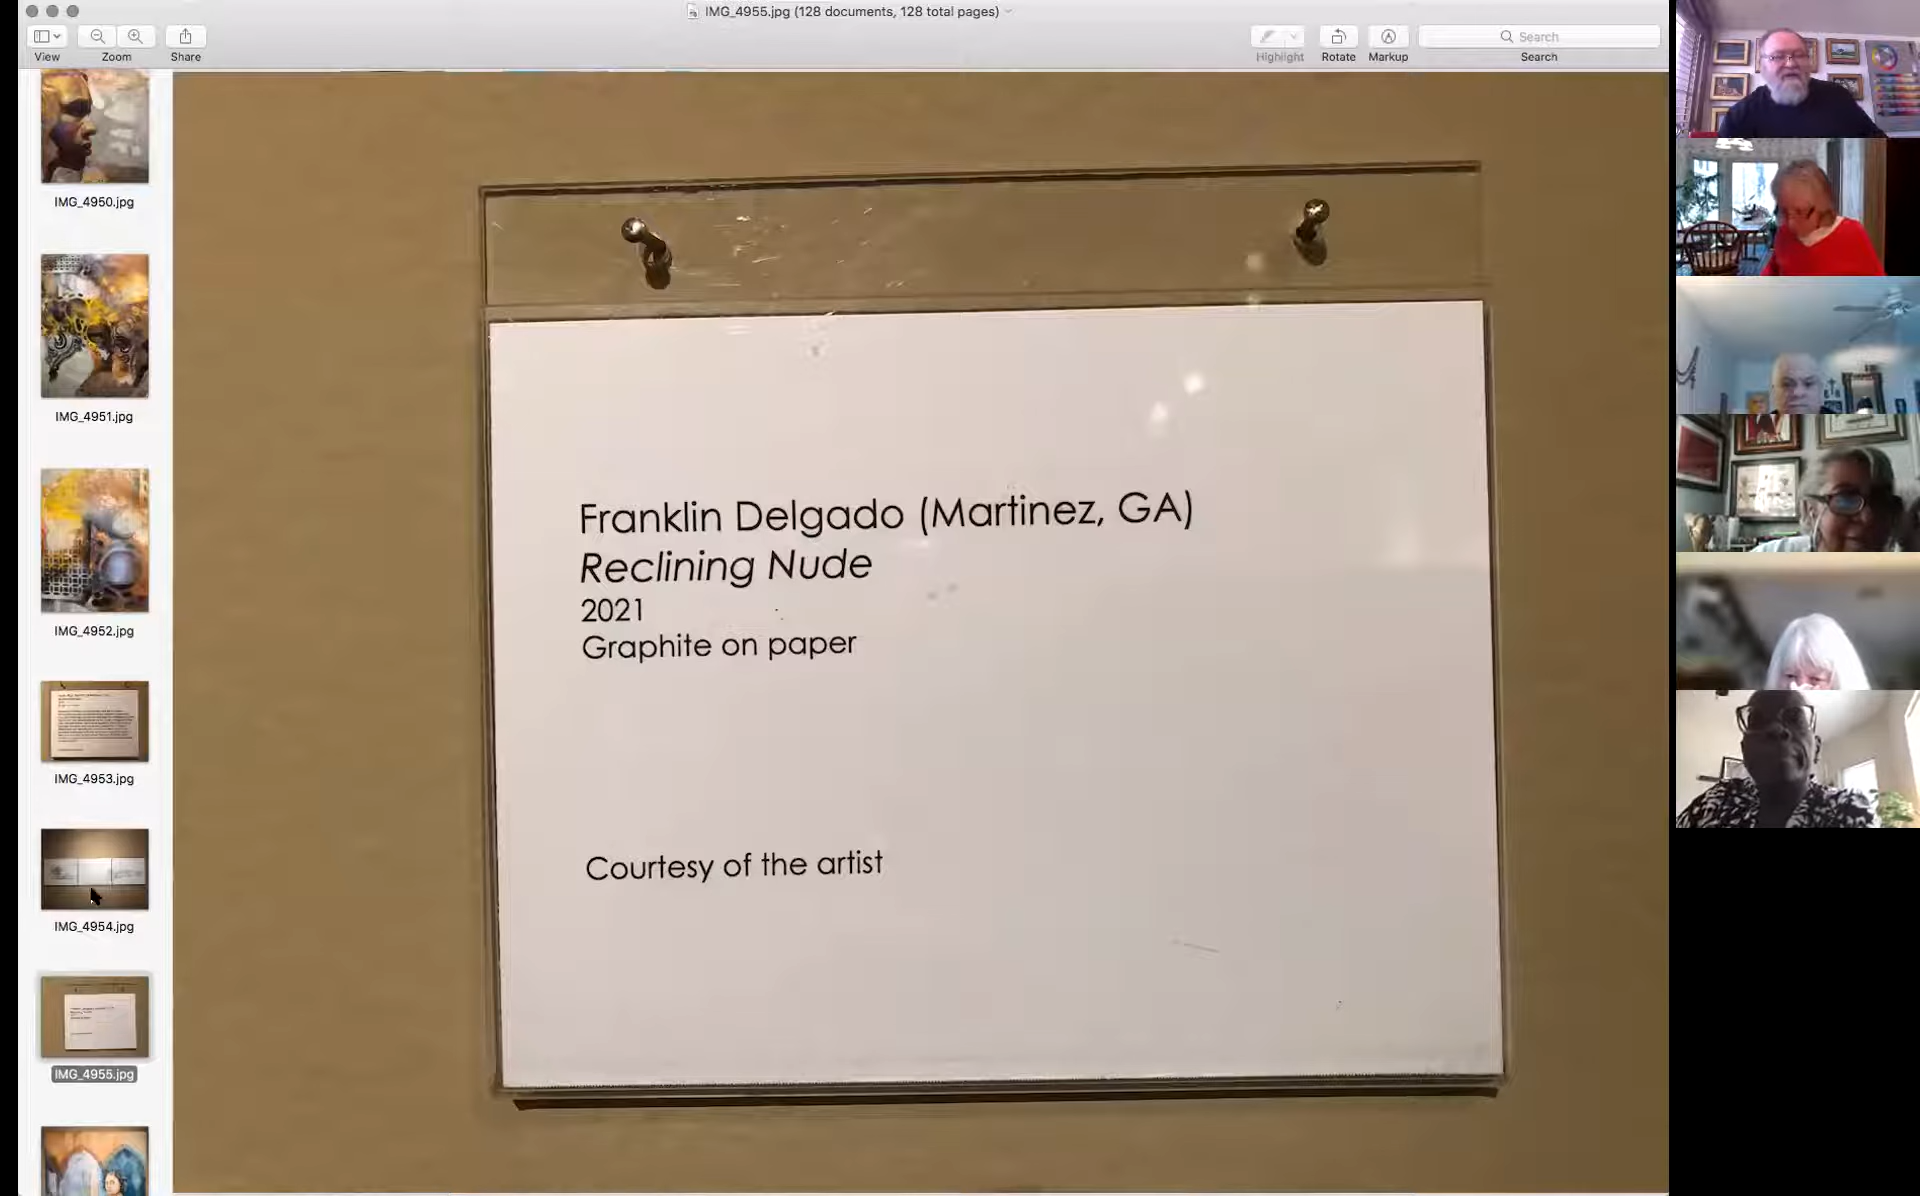 IMG_4955.jpg (128 documents, 128 total pages)
View
Zoom
Share
Highlight
Rotate
Markup
Search
Search
IMG_4950.jpg
IMG_4951.jpg
IMG_4952.jpg
IMG_4953.jpg
IMG_4954.jpg
IMG_4955.jpg
Franklin Delgado (Martinez, GA)
Reclining Nude
2021
Graphite on paper
Courtesy of the artist